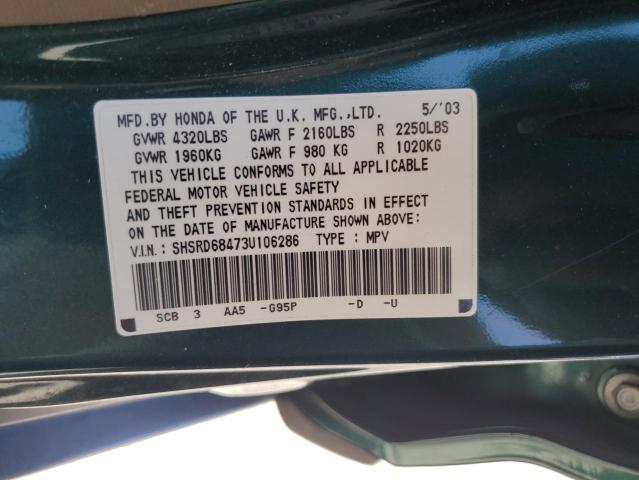 MFD.BY HONDA OF THE U.K. MFG.,LTD. 5/'03
GVWR 4320LBS GAWR F 2160LBS R 2250LBS
GVWR 1960KG GAWR F 980 KG R 1020KG
THIS VEHICLE CONFORMS TO ALL APPLICABLE
FEDERAL MOTOR VEHICLE SAFETY
AND THEFT PREVENTION STANDARDS IN EFFECT
ON THE DATE OF MANUFACTURE SHOWN ABOVE:
V.I.N.: SHSRD68473U106286 TYPE : MPV
SCB 3 AA5 -G95P -D -U